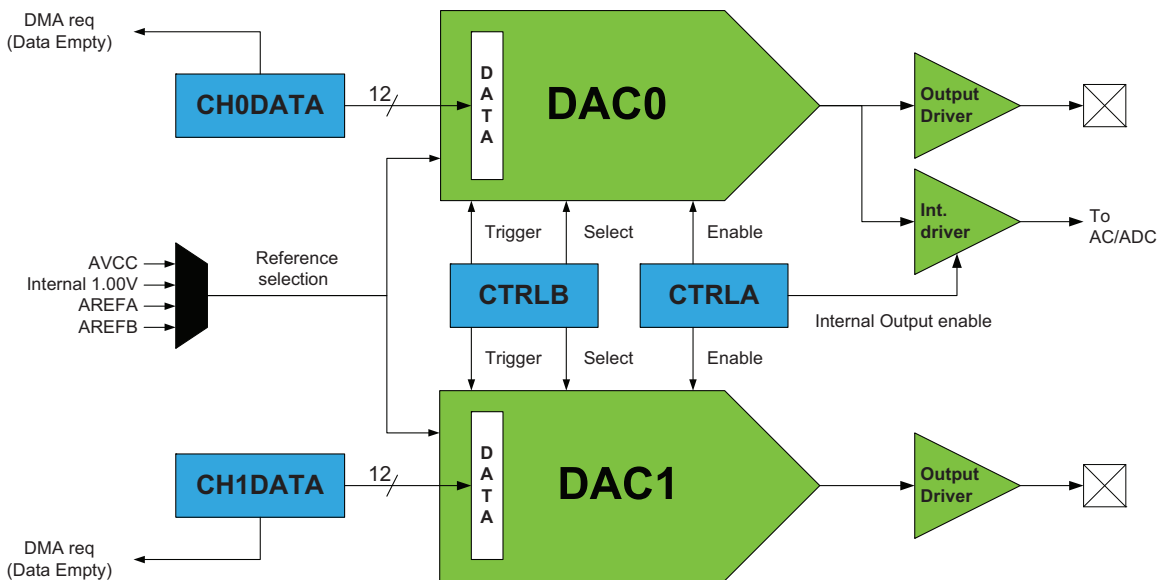 DMA req
(Data Empty)
CH0DATA
12
D
A
T
A
DAC0
Output
Driver
Int.
driver
To
AC/ADC
Trigger
Select
Enable
AVCC
Internal 1.00V
AREFA
AREFB
Reference
selection
CTRLB
CTRLA
Internal Output enable
Trigger
Select
Enable
CH1DATA
12
D
A
T
A
DAC1
Output
Driver
DMA req
(Data Empty)